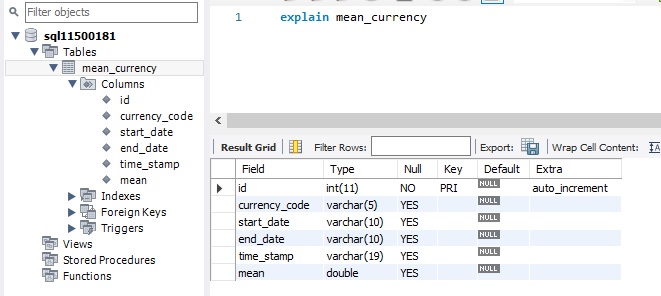 Filter objects
sql11500181
Tables
mean_currency
Columns
id
currency_code
start_date
end_date
time_stamp
mean
Indexes
Foreign Keys
Triggers
Views
Stored Procedures
Functions
1 explain mean_currency
Result Grid Filter Rows: Export: Wrap Cell Content: IA
Field Type Null Key Default Extra
id int(11) NO PRI NULL auto_increment
currency_code varchar(5) YES NULL
start_date varchar(10) YES NULL
end_date varchar(10) YES NULL
time_stamp varchar(19) YES NULL
mean double YES NULL